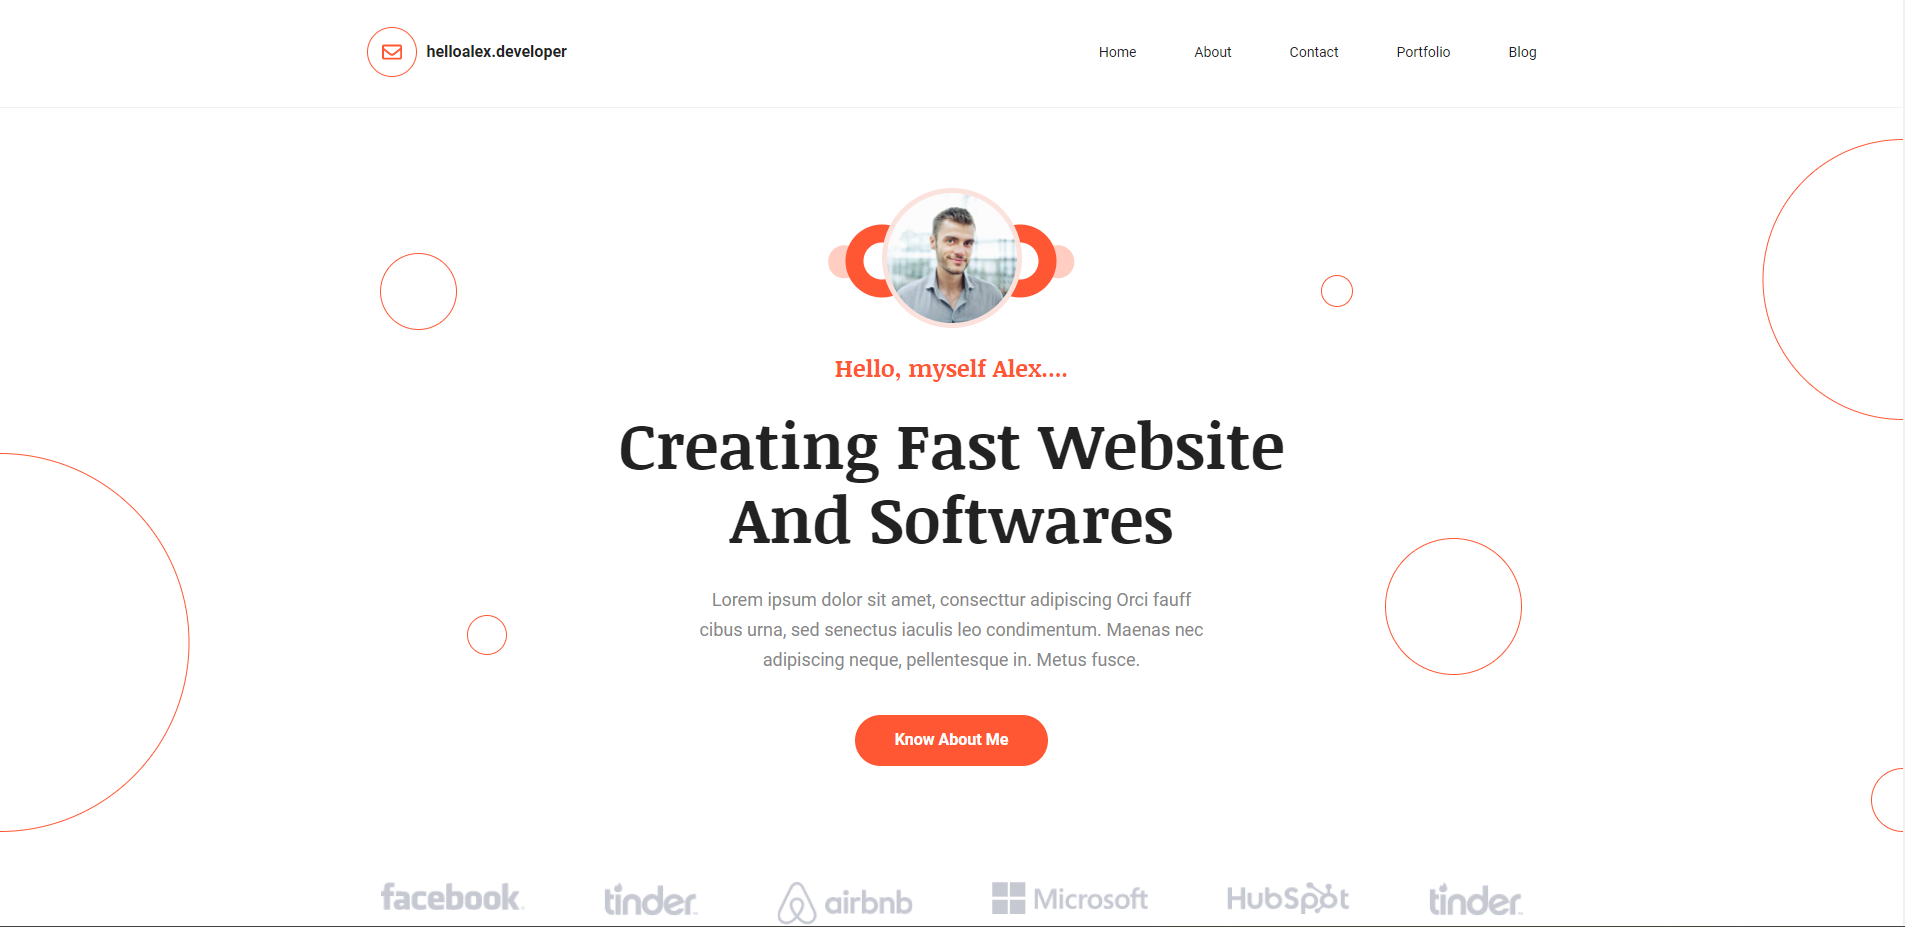 helloalex.developer
Home About Contact Portfolio Blog
Hello, myself Alex....
Creating Fast Website
And Softwares
Lorem ipsum dolor sit amet, consecttur adipiscing Orci fauff
cibus urna, sed senectus iaculis leo condimentum. Maenas nec
adipiscing neque, pellentesque in. Metus fusce.
Know About Me
facebook. tinder airbnb Microsoft HubSpot tinder